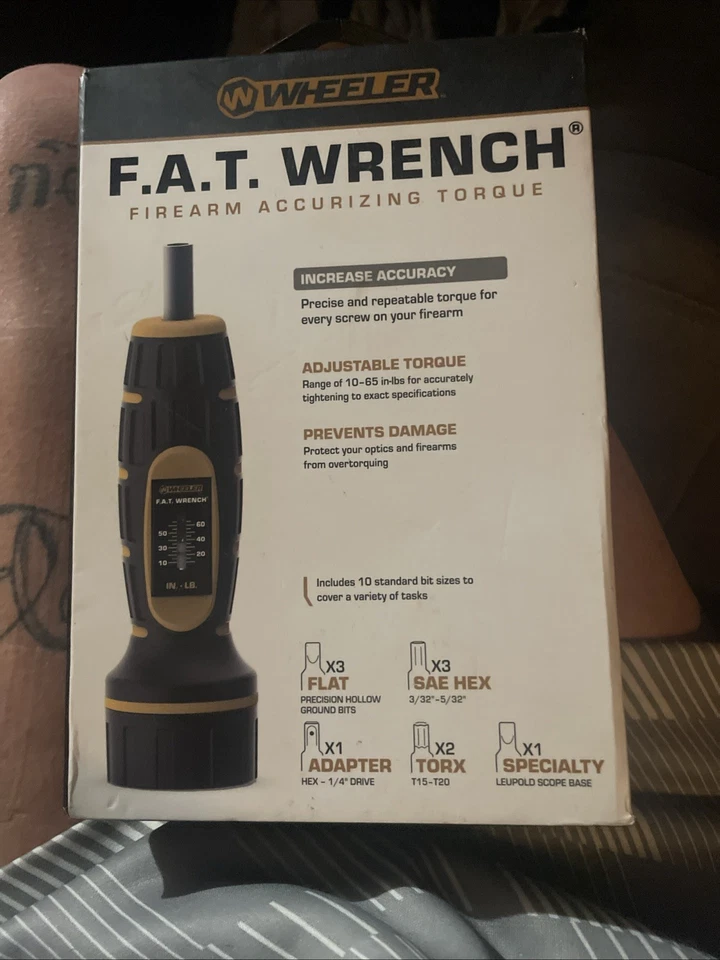 WHEELER
F.A.T. WRENCH®
FIREARM ACCURIZING TORQUE
INCREASE ACCURACY
Precise and repeatable torque for
every screw on your firearm
ADJUSTABLE TORQUE
Range of 10-65 in-lbs for accurately
tightening to exact specifications
PREVENTS DAMAGE
Protect your optics and firearms
from overtorquing
WHEELER
F.A.T. WRENCH®
60
50
40
30
20
10
IN. - LB.
Includes 10 standard bit sizes to
cover a variety of tasks
X3
FLAT
PRECISION HOLLOW
GROUND BITS
X3
SAE HEX
3/32"-5/32"
X1
ADAPTER
HEX - 1/4" DRIVE
X2
TORX
T15-T20
X1
SPECIALTY
LEUPOLD SCOPE BASE